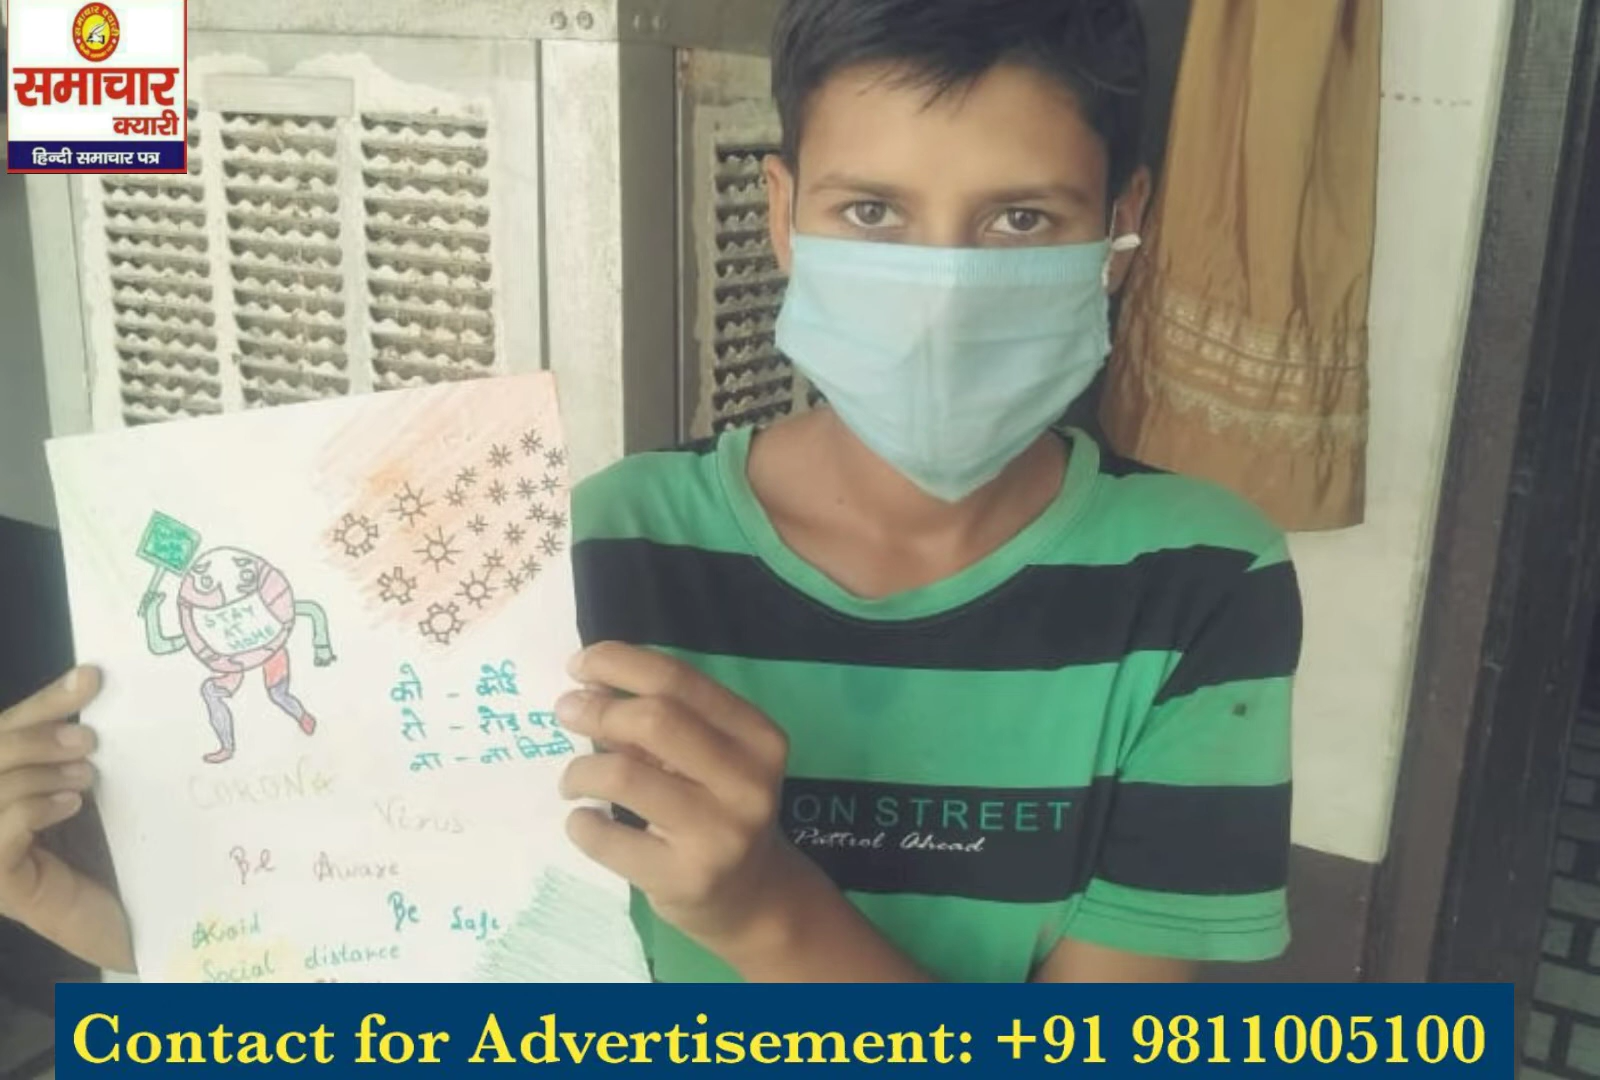 समाचार
क्यारी
हिन्दी समाचार पत्र
STAY
AT
HOME
को - कोई
रो - रोड़ पर
ना - ना निकले
CORONA
Virus
Be Aware
Be Safe
Avoid
Social distance
ON STREET
Pattrol Ahead
Contact for Advertisement: +91 9811005100